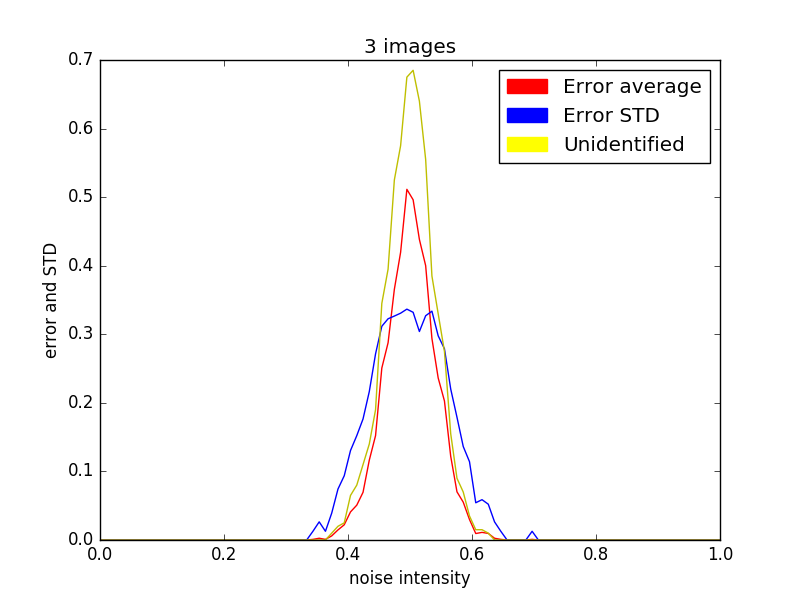 3 images
Error average
Error STD
Unidentified
error and STD
0.7
0.6
0.5
0.4
0.3
0.2
0.1
0.0
0.0 0.2 0.4 0.6 0.8 1.0
noise intensity